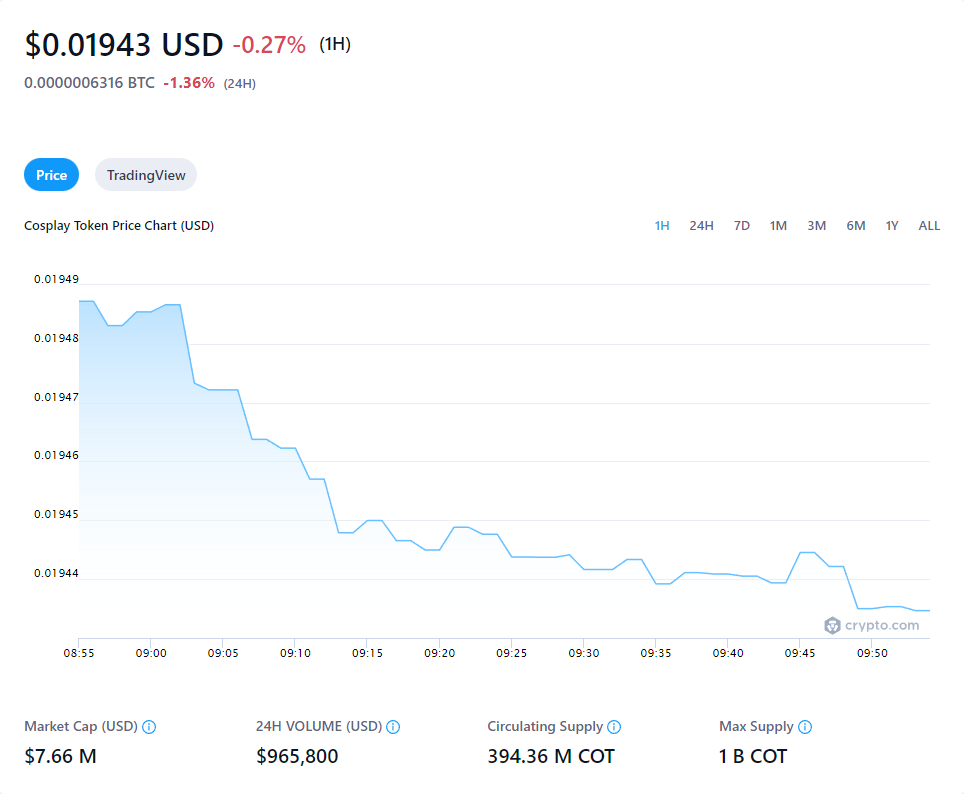 $0.01943 USD -0.27% (1H)
0.0000006316 BTC -1.36% (24H)
Price TradingView
Cosplay Token Price Chart (USD) 1H 24H 7D 1M 3M 6M 1Y ALL
0.01949
0.01948
0.01947
0.01946
0.01945
0.01944
crypto.com
08:55 09:00 09:05 09:10 09:15 09:20 09:25 09:30 09:35 09:40 09:45 09:50
Market Cap (USD) 24H VOLUME (USD) Circulating Supply Max Supply
$7.66 M $965,800 394.36 M COT 1 B COT